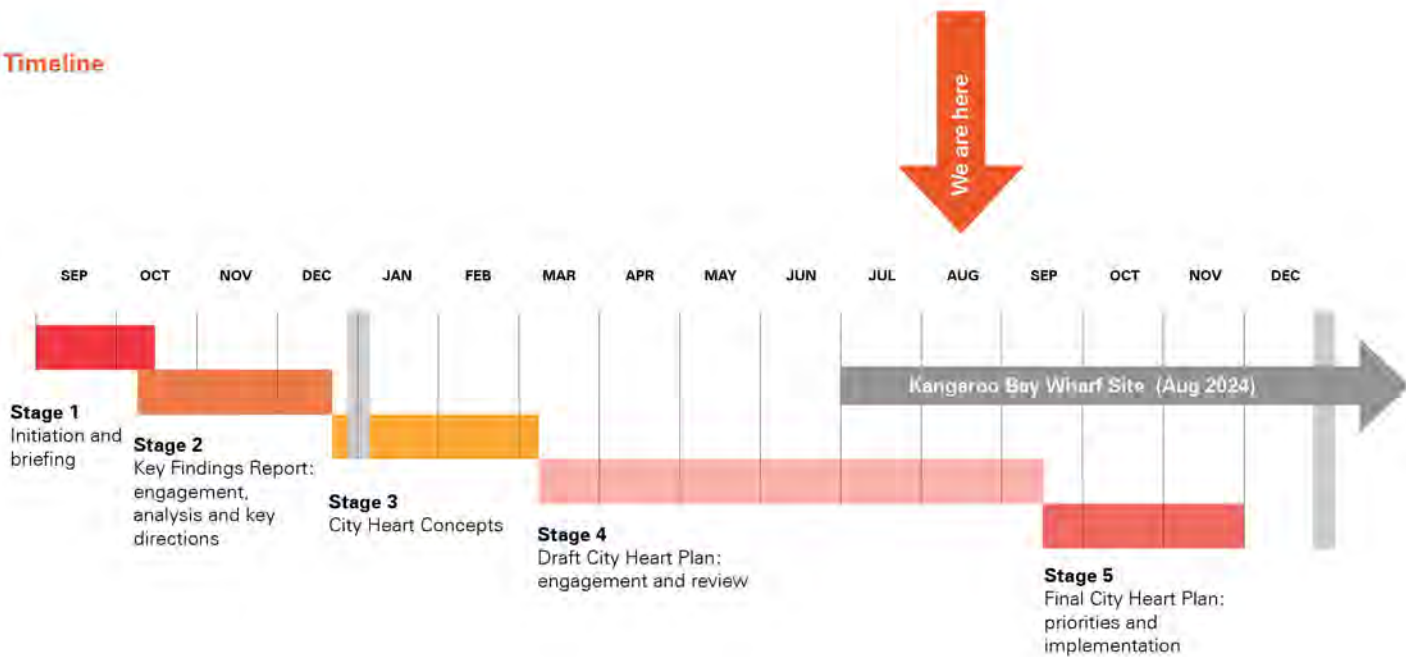 Timeline
We are here
SEP OCT NOV DEC JAN FEB MAR APR MAY JUN JUL AUG SEP OCT NOV DEC
Kangaroo Bay Wharf Site (Aug 2024)
Stage 1
Initiation and
briefing
Stage 2
Key Findings Report:
engagement,
analysis and key
directions
Stage 3
City Heart Concepts
Stage 4
Draft City Heart Plan:
engagement and review
Stage 5
Final City Heart Plan:
priorities and
implementation